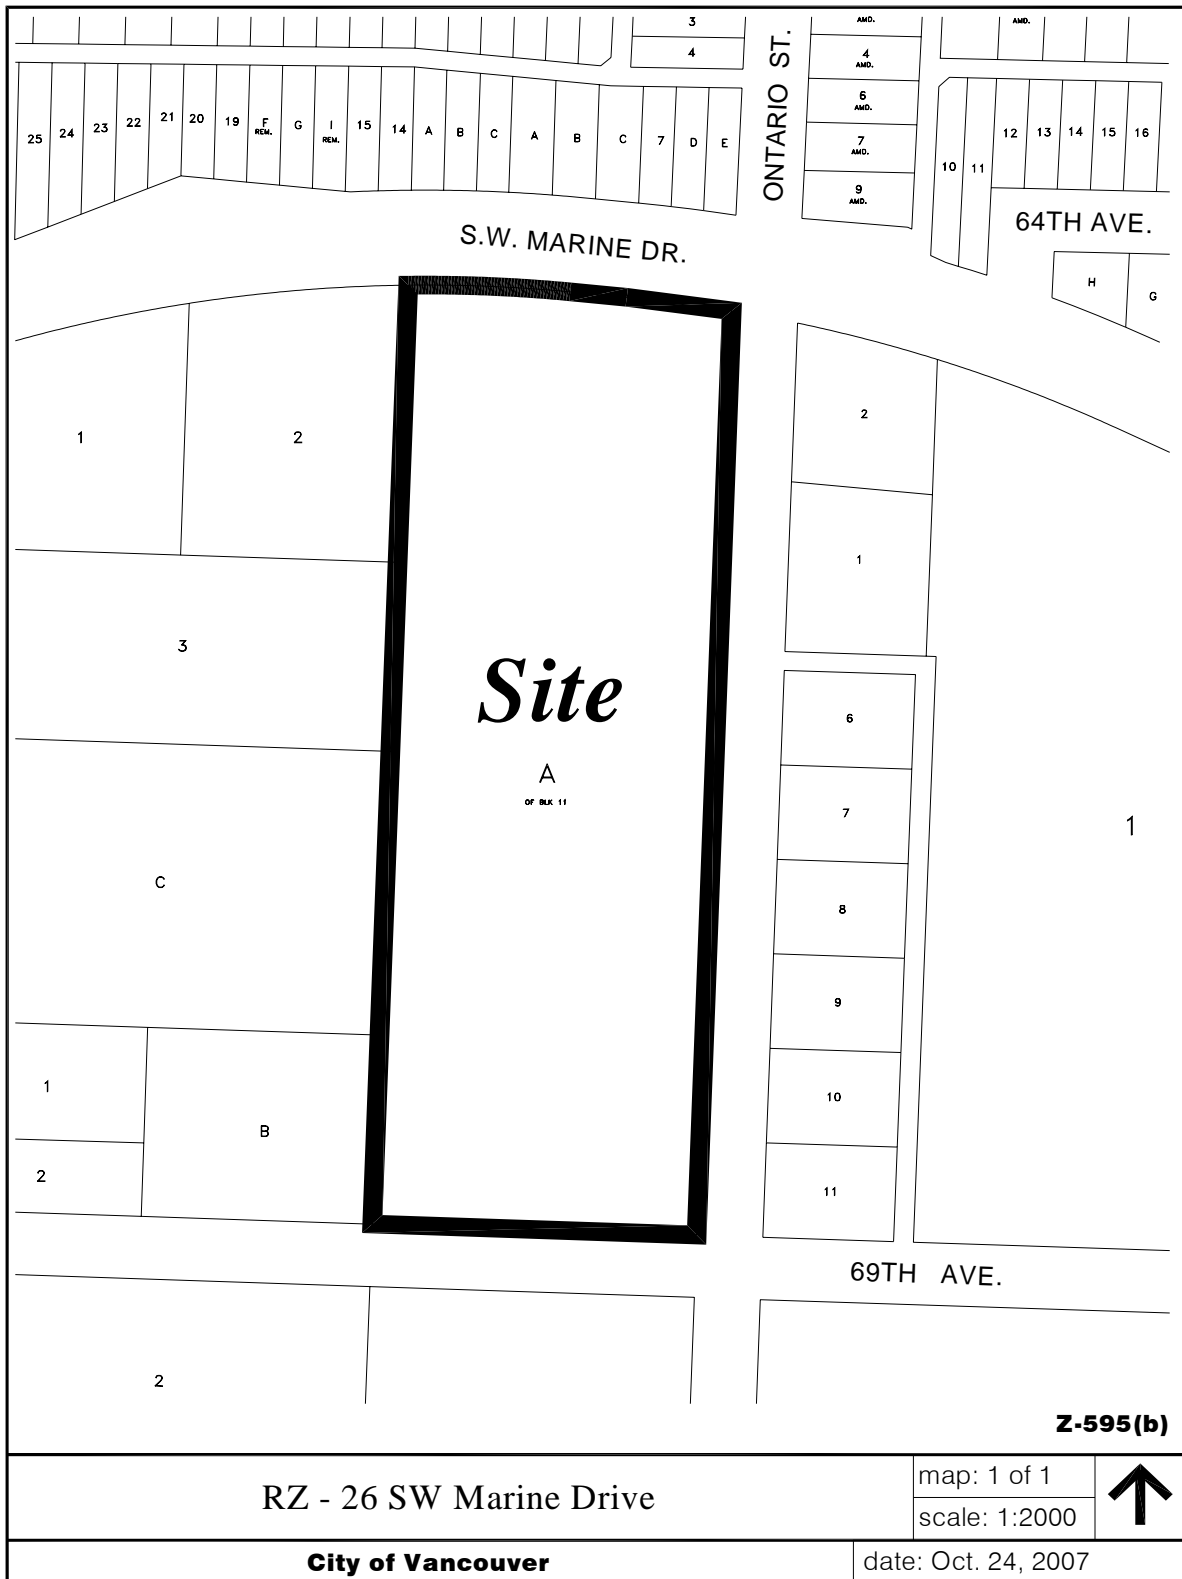 3
4
AMD.
4
AMD.
6
AMD.
7
AMD.
9
AMD.
AMD.
ONTARIO ST.
25 24 23 22 21 20 19 F REM. G I REM. 15 14 A B C A B C 7 D E
10 11 12 13 14 15 16
64TH AVE.
S.W. MARINE DR.
H G
1 2
2
1
3
Site
A
OF BLK 11
6
7
8
9
10
11
1
C
1
B
2
69TH AVE.
2
Z-595(b)
RZ - 26 SW Marine Drive
map: 1 of 1
scale: 1:2000
City of Vancouver
date: Oct. 24, 2007